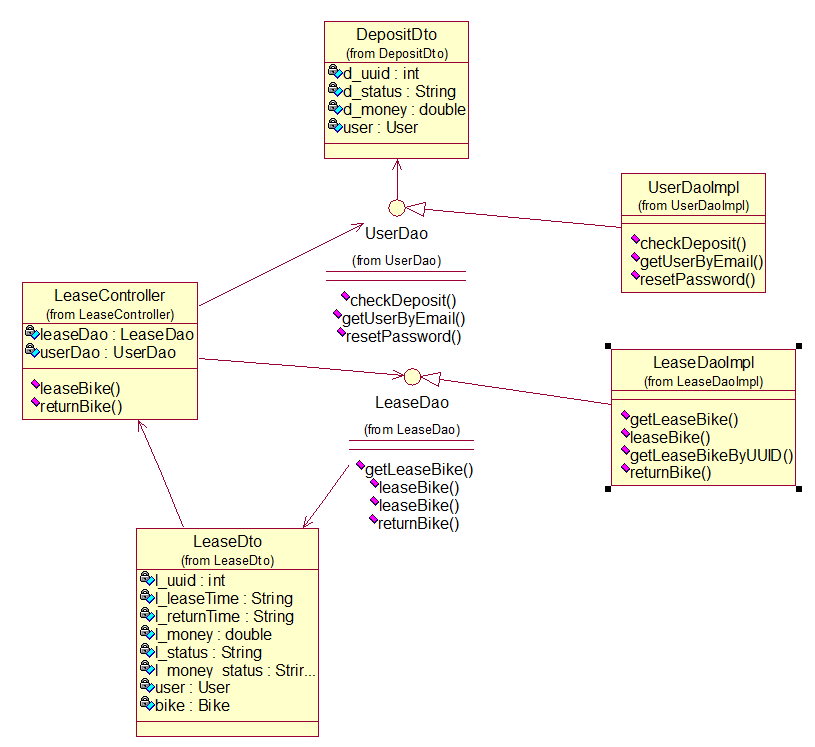 DepositDto
(from DepositDto)
d_uuid : int
d_status : String
d_money : double
user : User
UserDaoImpl
(from UserDaoImpl)
checkDeposit()
getUserByEmail()
resetPassword()
UserDao
(from UserDao)
checkDeposit()
getUserByEmail()
resetPassword()
LeaseController
(from LeaseController)
leaseDao : LeaseDao
userDao : UserDao
leaseBike()
returnBike()
LeaseDao
(from LeaseDao)
getLeaseBike()
leaseBike()
leaseBike()
returnBike()
LeaseDaoImpl
(from LeaseDaoImpl)
getLeaseBike()
leaseBike()
getLeaseBikeByUUID()
returnBike()
LeaseDto
(from LeaseDto)
l_uuid : int
l_leaseTime : String
l_returnTime : String
l_money : double
l_status : String
l_money_status : Strir...
user : User
bike : Bike